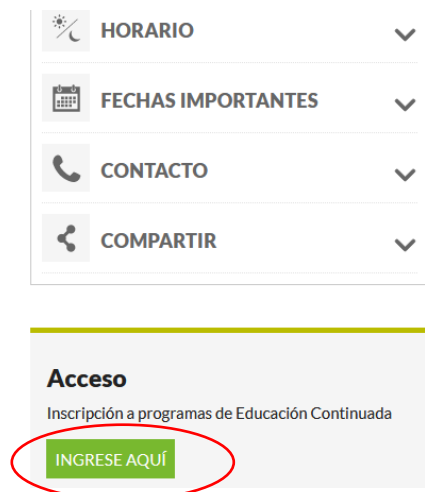 HORARIO
FECHAS IMPORTANTES
CONTACTO
COMPARTIR
Acceso
Inscripción a programas de Educación Continuada
INGRESE AQUÍ